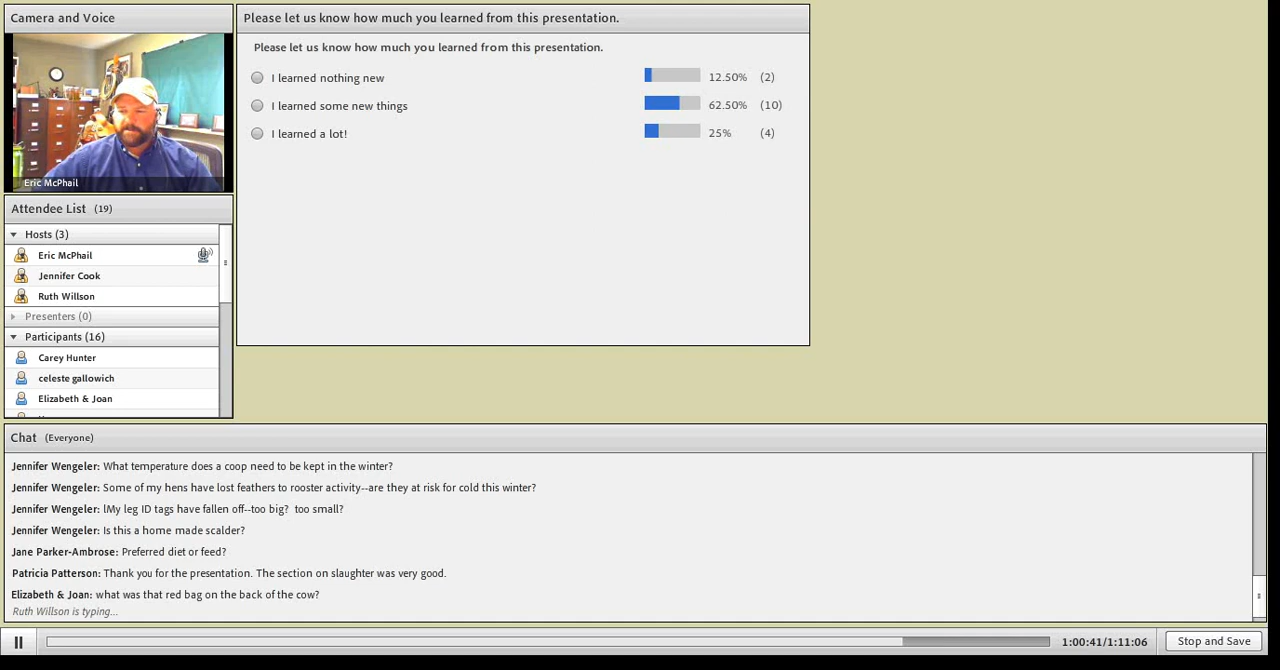 Camera and Voice
Eric McPhail
Attendee List (19)
Hosts (3)
Eric McPhail
Jennifer Cook
Ruth Willson
Presenters (0)
Participants (16)
Carey Hunter
celeste gallowich
Elizabeth & Joan
Please let us know how much you learned from this presentation.
Please let us know how much you learned from this presentation.
I learned nothing new 12.50% (2)
I learned some new things 62.50% (10)
I learned a lot! 25% (4)
Chat (Everyone)
Jennifer Wengeler: What temperature does a coop need to be kept in the winter?
Jennifer Wengeler: Some of my hens have lost feathers to rooster activity--are they at risk for cold this winter?
Jennifer Wengeler: lMy leg ID tags have fallen off--too big? too small?
Jennifer Wengeler: Is this a home made scalder?
Jane Parker-Ambrose: Preferred diet or feed?
Patricia Patterson: Thank you for the presentation. The section on slaughter was very good.
Elizabeth & Joan: what was that red bag on the back of the cow?
Ruth Willson is typing...
1:00:41/1:11:06 Stop and Save